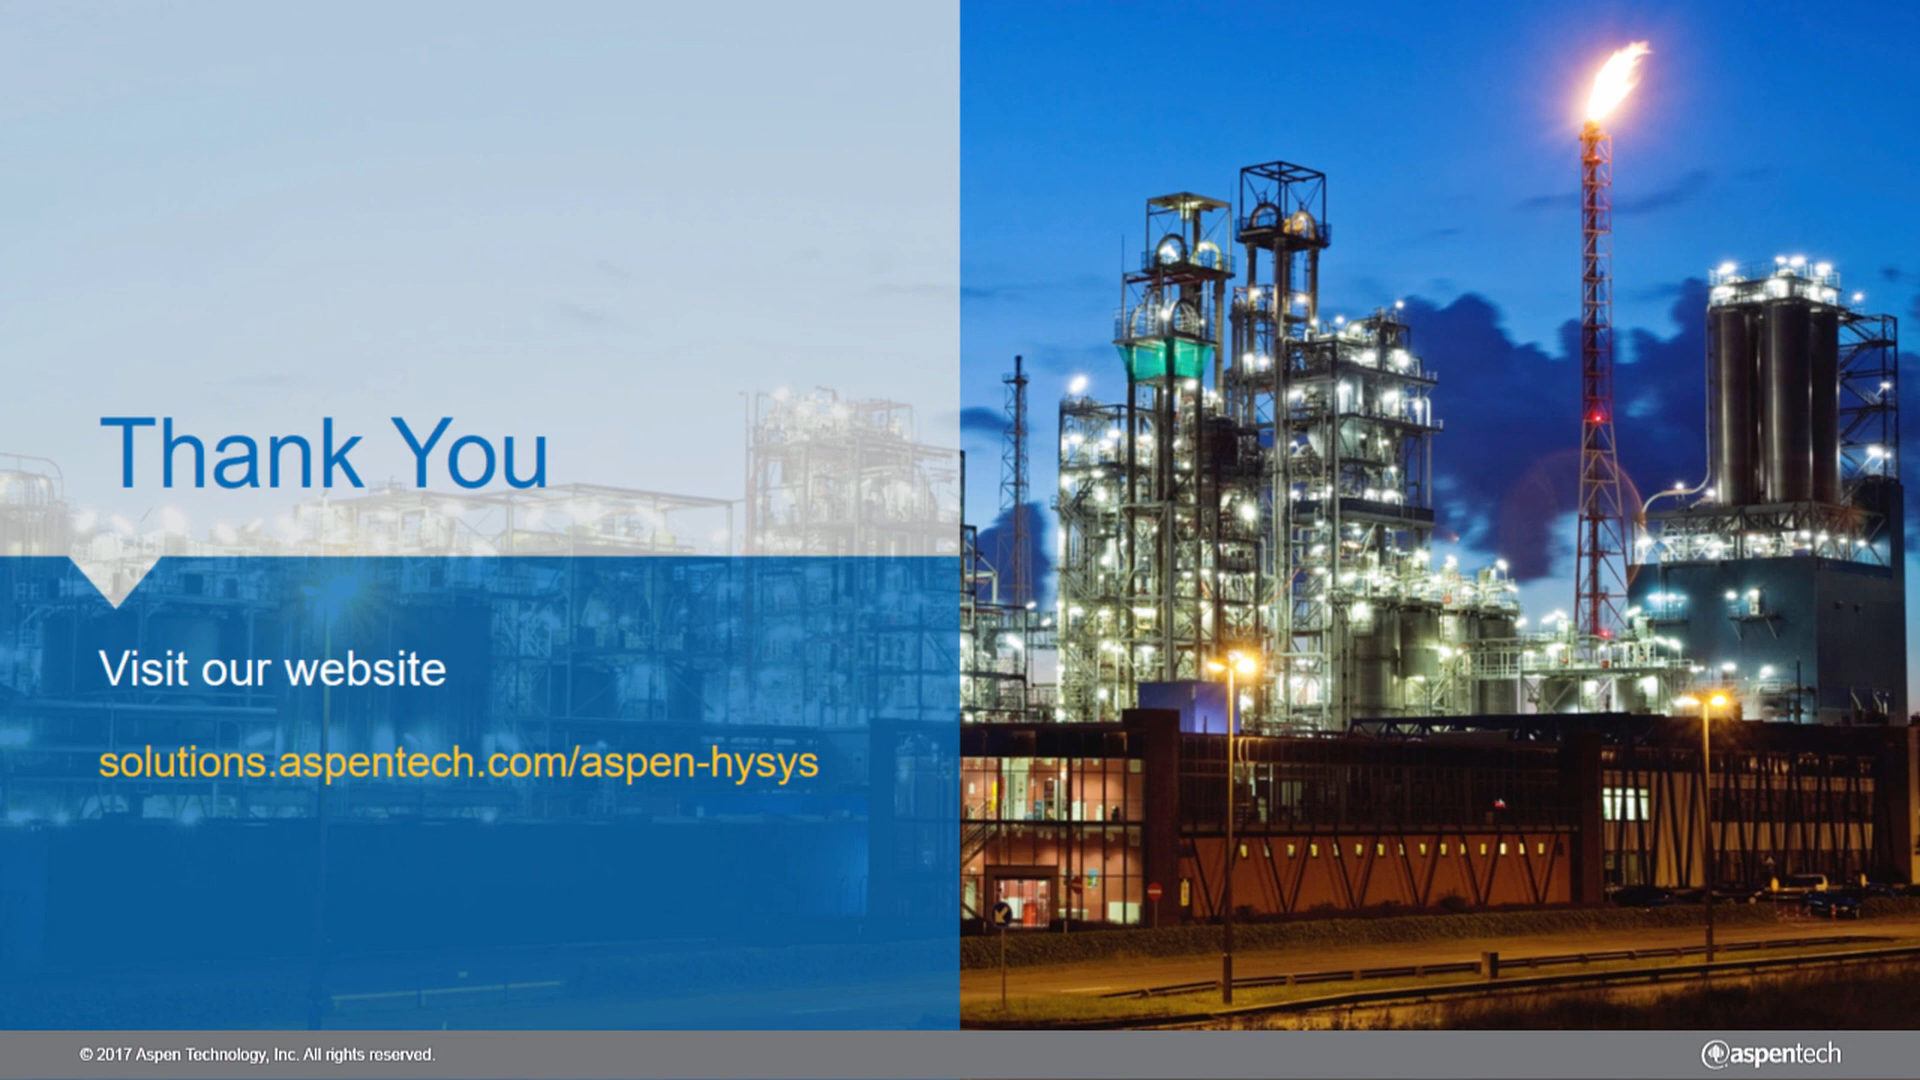 Thank You
Visit our website
solutions.aspentech.com/aspen-hysys
© 2017 Aspen Technology, Inc. All rights reserved.
aspentech